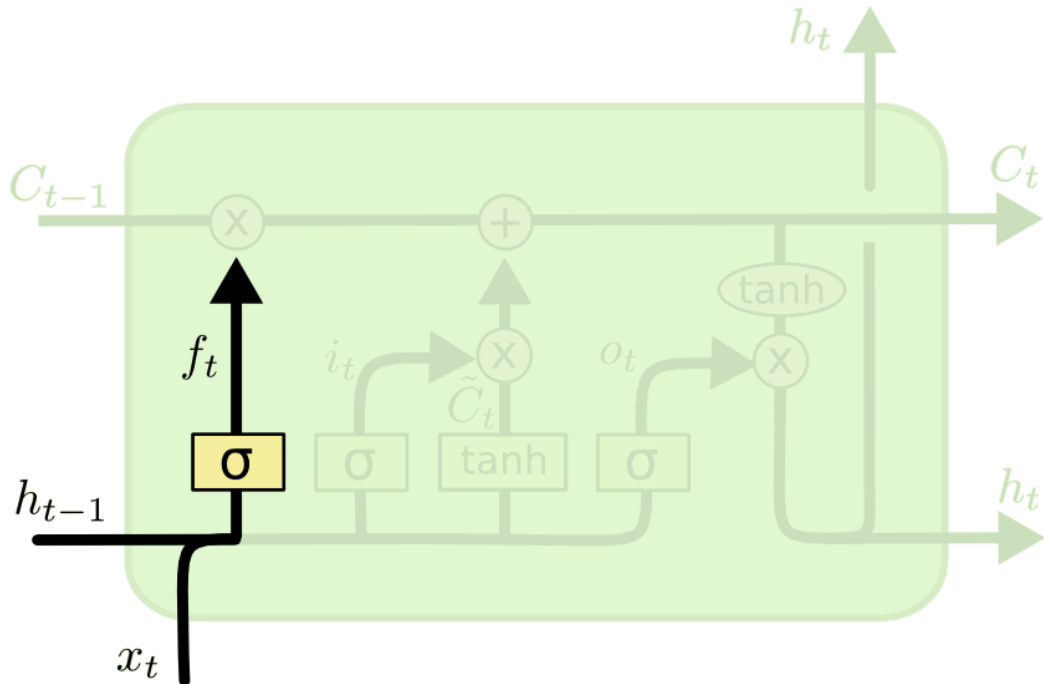 h_t
C_{t-1}
C_t
x
+
tanh
f_t
i_t
x
o_t
x
C̃_t
σ
σ
tanh
σ
h_{t-1}
h_t
x_t